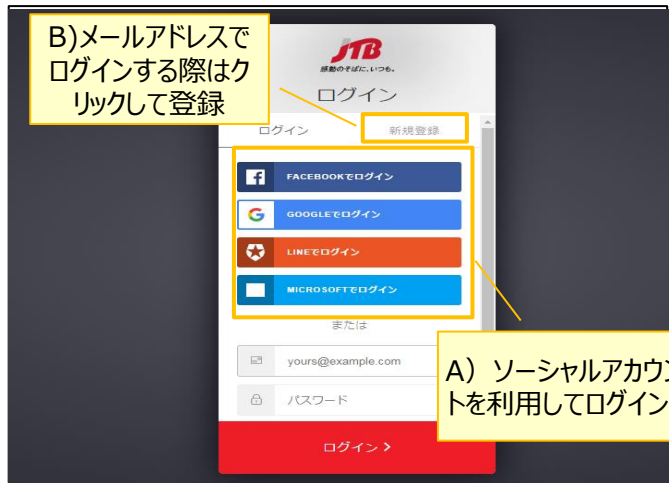 B)メールアドレスで
ログインする際はク
リックして登録
JTB
感動のそばに、いつも。
ログイン
ログイン 新規登録
FACEBOOKでログイン
GOOGLEでログイン
LINEでログイン
MICROSOFTでログイン
または
yours@example.com
パスワード
A) ソーシャルアカウン
トを利用してログイン
ログイン >